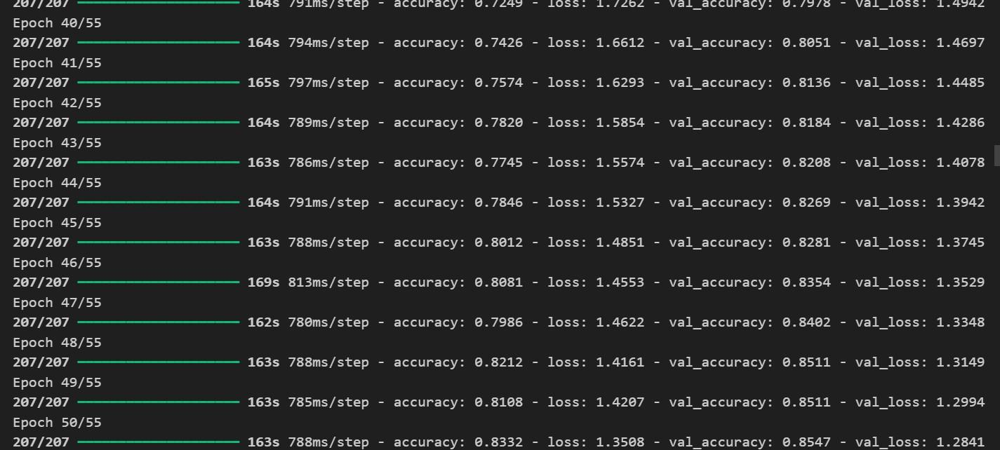 207/207 ━━━━━━━━━━━━━━━━━━━━ 164s 791ms/step - accuracy: 0.7249 - loss: 1.7262 - val_accuracy: 0.7978 - val_loss: 1.4942
Epoch 40/55
207/207 ━━━━━━━━━━━━━━━━━━━━ 164s 794ms/step - accuracy: 0.7426 - loss: 1.6612 - val_accuracy: 0.8051 - val_loss: 1.4697
Epoch 41/55
207/207 ━━━━━━━━━━━━━━━━━━━━ 165s 797ms/step - accuracy: 0.7574 - loss: 1.6293 - val_accuracy: 0.8136 - val_loss: 1.4485
Epoch 42/55
207/207 ━━━━━━━━━━━━━━━━━━━━ 164s 789ms/step - accuracy: 0.7820 - loss: 1.5854 - val_accuracy: 0.8184 - val_loss: 1.4286
Epoch 43/55
207/207 ━━━━━━━━━━━━━━━━━━━━ 163s 786ms/step - accuracy: 0.7745 - loss: 1.5574 - val_accuracy: 0.8208 - val_loss: 1.4078
Epoch 44/55
207/207 ━━━━━━━━━━━━━━━━━━━━ 164s 791ms/step - accuracy: 0.7846 - loss: 1.5327 - val_accuracy: 0.8269 - val_loss: 1.3942
Epoch 45/55
207/207 ━━━━━━━━━━━━━━━━━━━━ 163s 788ms/step - accuracy: 0.8012 - loss: 1.4851 - val_accuracy: 0.8281 - val_loss: 1.3745
Epoch 46/55
207/207 ━━━━━━━━━━━━━━━━━━━━ 169s 813ms/step - accuracy: 0.8081 - loss: 1.4553 - val_accuracy: 0.8354 - val_loss: 1.3529
Epoch 47/55
207/207 ━━━━━━━━━━━━━━━━━━━━ 162s 780ms/step - accuracy: 0.7986 - loss: 1.4622 - val_accuracy: 0.8402 - val_loss: 1.3348
Epoch 48/55
207/207 ━━━━━━━━━━━━━━━━━━━━ 163s 788ms/step - accuracy: 0.8212 - loss: 1.4161 - val_accuracy: 0.8511 - val_loss: 1.3149
Epoch 49/55
207/207 ━━━━━━━━━━━━━━━━━━━━ 163s 785ms/step - accuracy: 0.8108 - loss: 1.4207 - val_accuracy: 0.8511 - val_loss: 1.2994
Epoch 50/55
207/207 ━━━━━━━━━━━━━━━━━━━━ 163s 788ms/step - accuracy: 0.8332 - loss: 1.3508 - val_accuracy: 0.8547 - val_loss: 1.2841